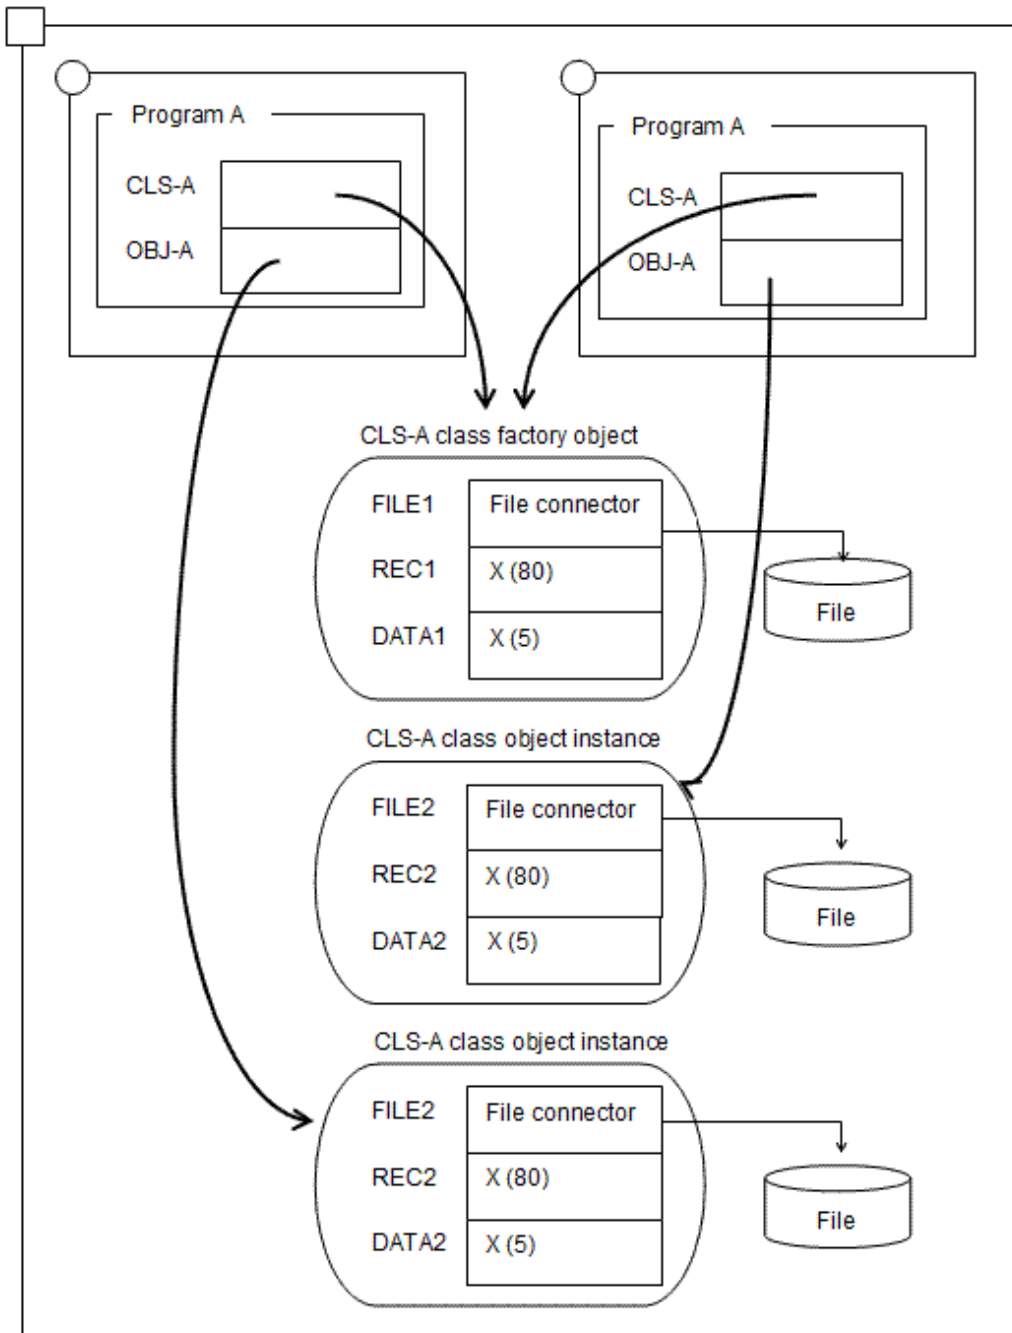 Program A
CLS-A
OBJ-A
Program A
CLS-A
OBJ-A
CLS-A class factory object
FILE1 File connector
REC1 X (80)
DATA1 X (5)
File
CLS-A class object instance
FILE2 File connector
REC2 X (80)
DATA2 X (5)
File
CLS-A class object instance
FILE2 File connector
REC2 X (80)
DATA2 X (5)
File